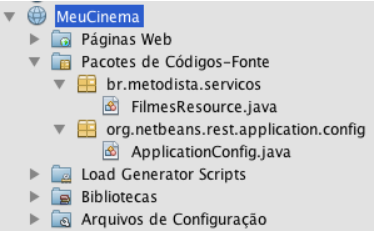 MeuCinema
Páginas Web
Pacotes de Códigos-Fonte
br.metodista.servicos
FilmesResource.java
org.netbeans.rest.application.config
ApplicationConfig.java
Load Generator Scripts
Bibliotecas
Arquivos de Configuração